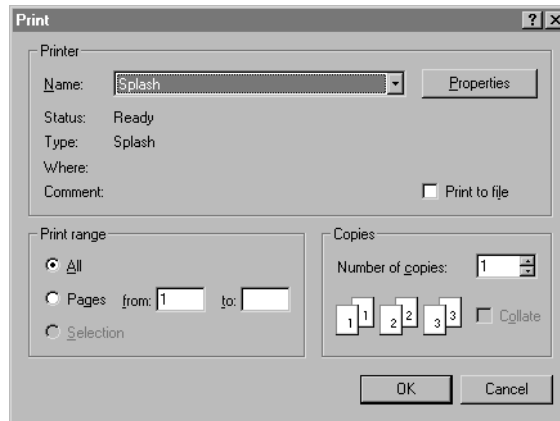 Print
Printer
Name: Splash Properties
Status: Ready
Type: Splash
Where:
Comment: Print to file
Print range
All
Pages from: 1 to:
Selection
Copies
Number of copies: 1
1 1 2 2 3 3 Collate
OK Cancel